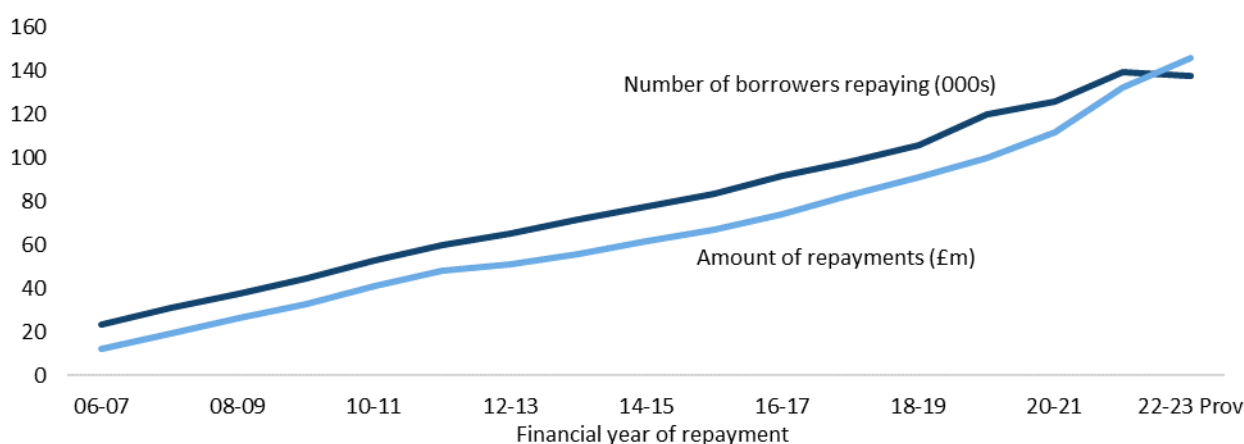 160
140
120
100
80
60
40
20
0
Number of borrowers repaying (000s)
Amount of repayments (£m)
06-07 08-09 10-11 12-13 14-15 16-17 18-19 20-21 22-23 Prov
Financial year of repayment